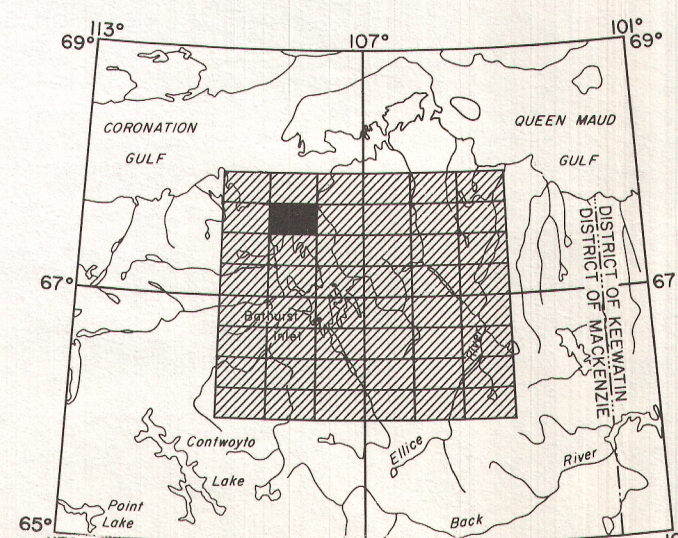 113°
107°
101°
69°
69°
CORONATION
GULF
QUEEN MAUD
GULF
DISTRICT OF KEEWATIN
DISTRICT OF MACKENZIE
67°
67
Bathurst
Inlet
River
Contwoyto
Lake
Ellice
River
Point
Lake
Back
65°